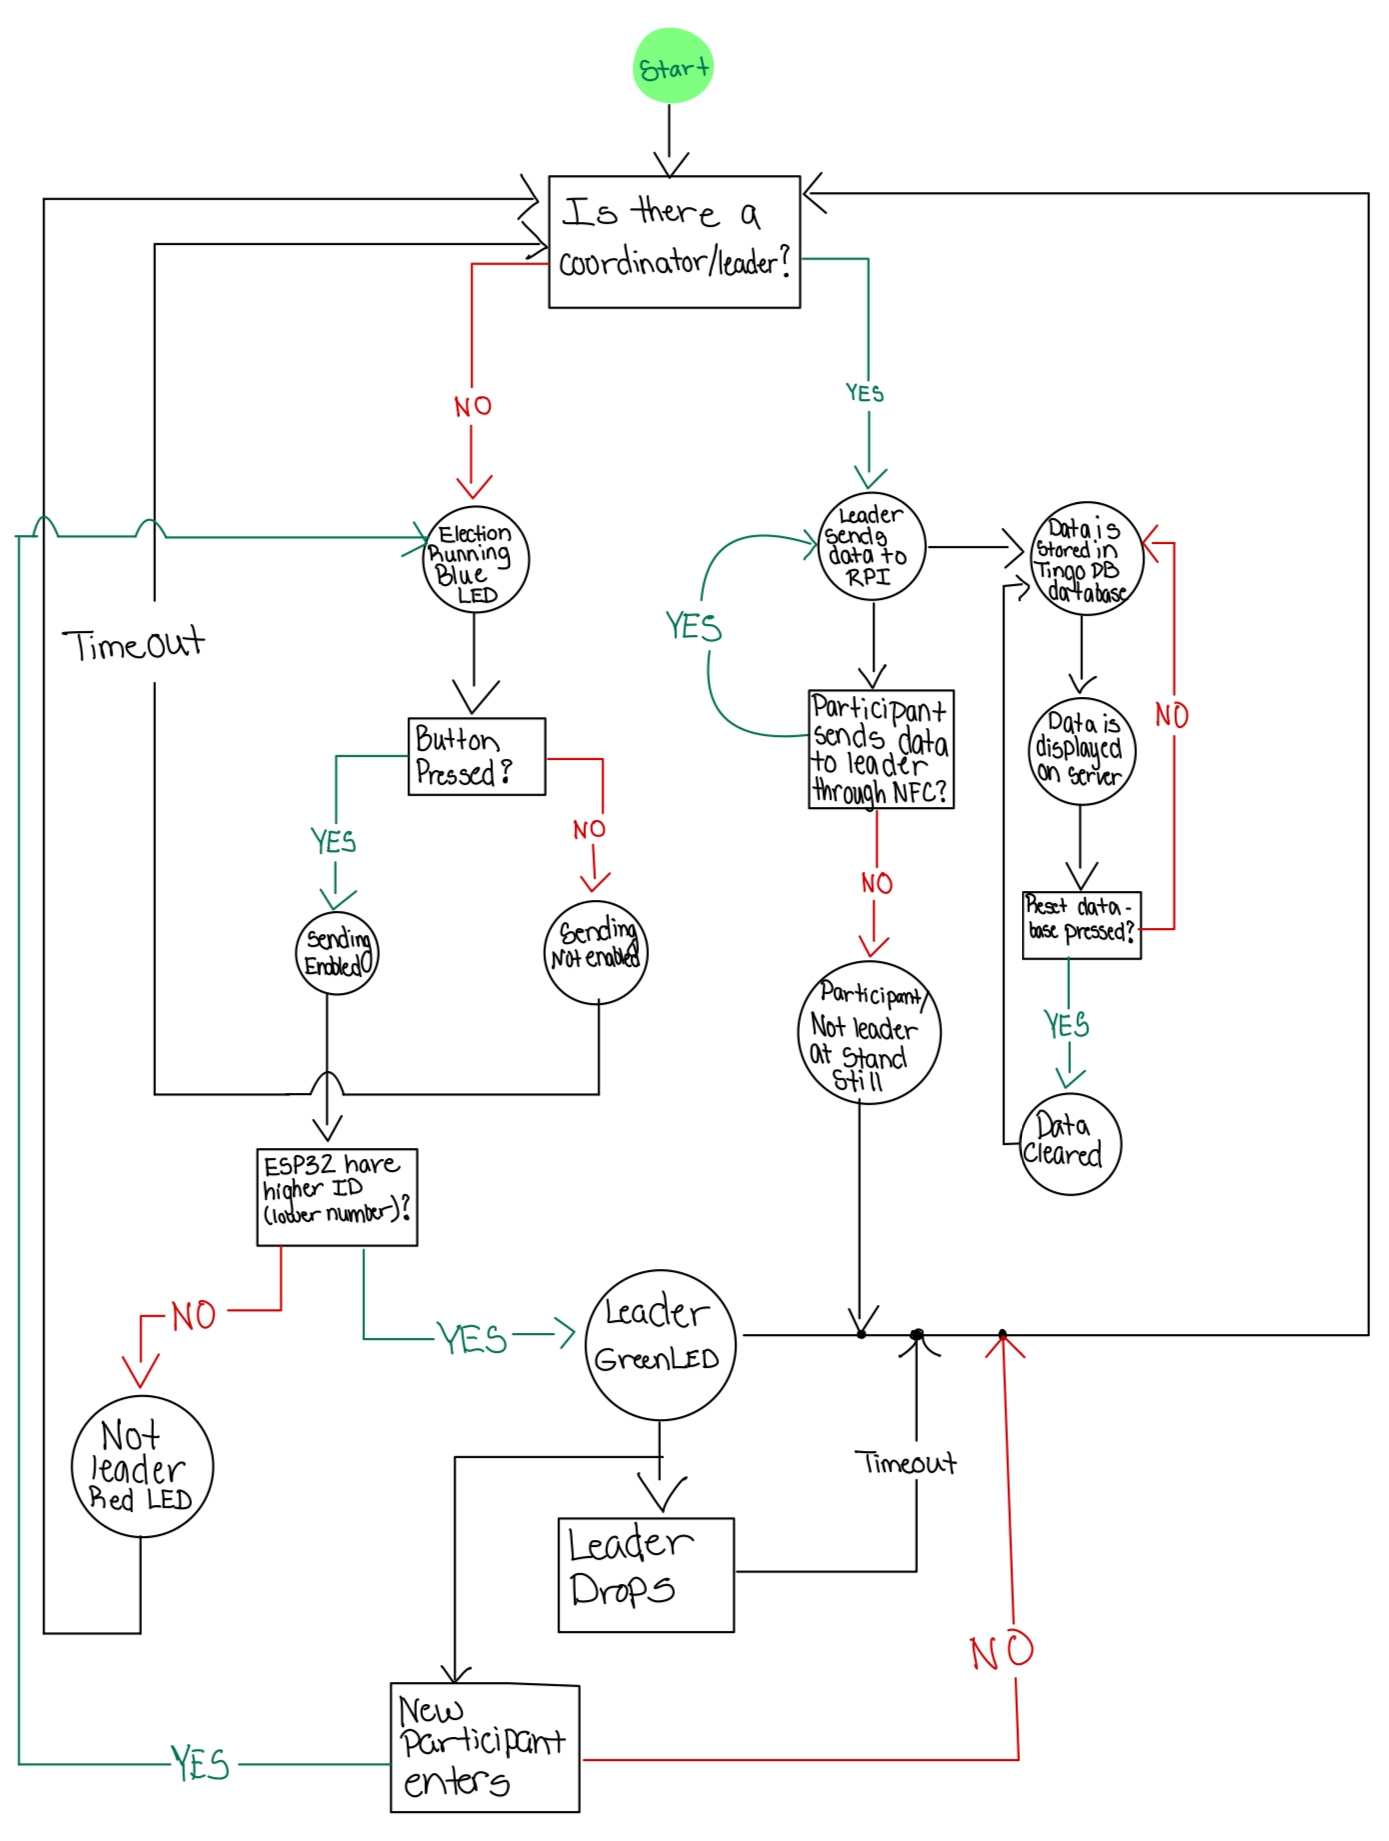 Start
Is there a
coordinator/leader?
NO
YES
Election
Running
Blue
LED
Leader
sends
data to
RPI
Data is
stored in
Tingo DB
database
Timeout
YES
Participant
sends data
to leader
through NFC?
Data is
displayed
on server
NO
Button
Pressed?
YES
NO
NO
Reset data-
base pressed?
Sending
Enabled
Sending
Not enabled
Participant/
Not leader
at Stand
Still
YES
Data
Cleared
ESP32 have
higher ID
(lower number)?
NO
YES
Leader
Green LED
Not
leader
Red LED
Timeout
Leader
Drops
NO
New
Participant
enters
YES